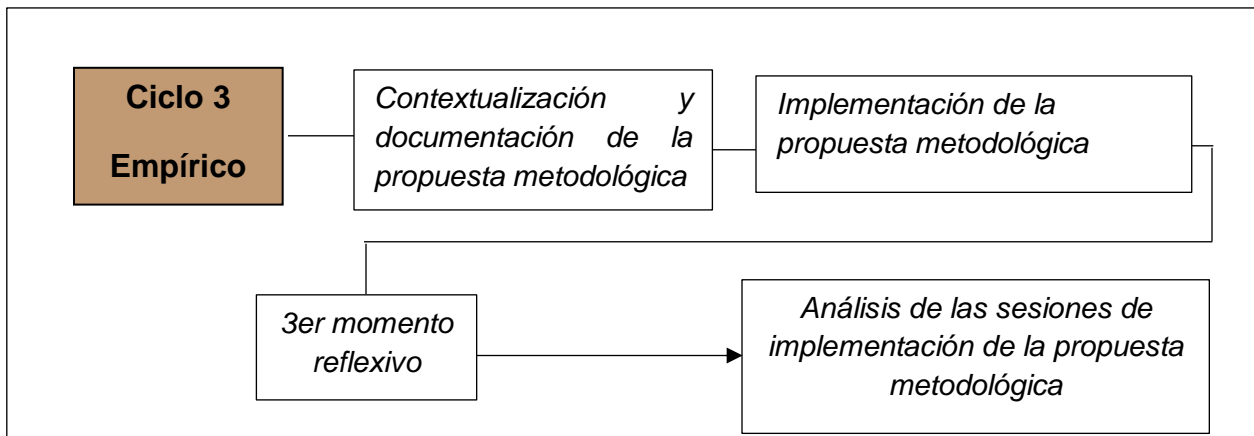 Ciclo 3
Empírico
Contextualización y
documentación de la
propuesta metodológica
Implementación de la
propuesta metodológica
3er momento
reflexivo
Análisis de las sesiones de
implementación de la propuesta
metodológica